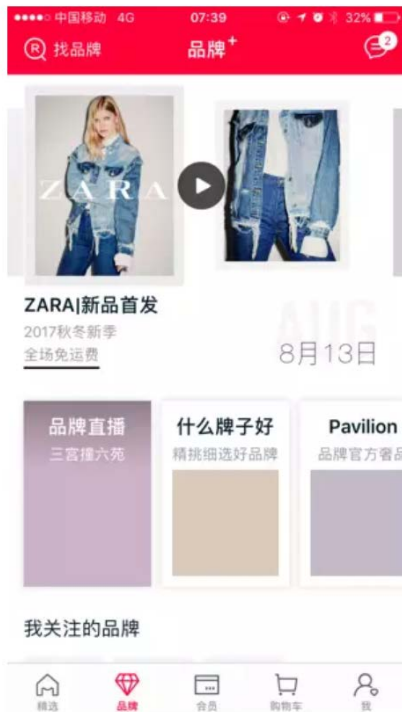 中国移动 4G 07:39 32%
找品牌 品牌+ 2
ZARA
ZARA|新品首发
2017秋冬新季
全场免运费
AUG
8月13日
品牌直播 什么牌子好 Pavilion
三宫撞六苑 精挑细选好品牌 品牌官方奢品
我关注的品牌
精选 品牌 会员 购物车 我